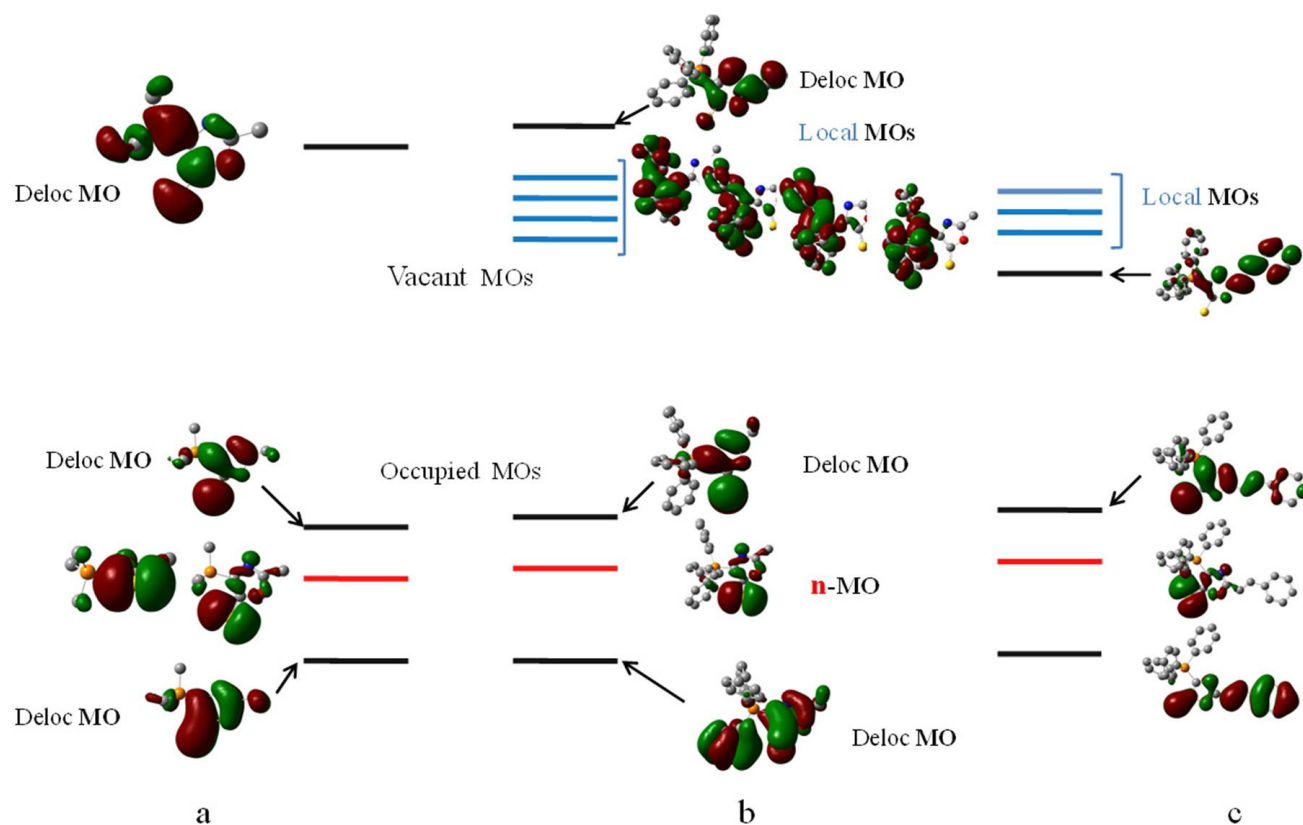 Deloc MO
Local MOs
Deloc MO
Local MOs
Vacant MOs
Deloc MO
Occupied MOs
Deloc MO
n-MO
Deloc MO
Deloc MO
a
b
c